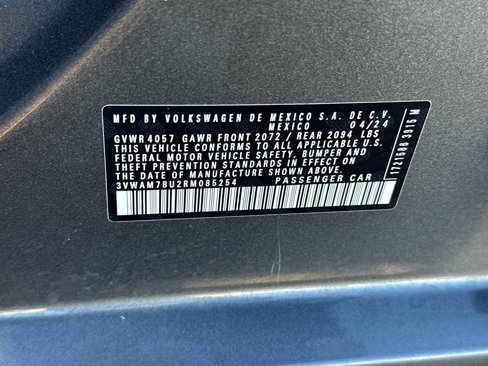 MFD BY VOLKSWAGEN DE MEXICO S.A. DE C.V.
MEXICO 04/24
GVWR 4057 GAWR FRONT 2072 / REAR 2094 LBS
THIS VEHICLE CONFORMS TO ALL APPLICABLE U.S.
FEDERAL MOTOR VEHICLE SAFETY, BUMPER AND
THEFT PREVENTION STANDARDS IN EFFECT ON
THE DATE OF MANUFACTURE SHOWN ABOVE.
3VWAM7BU2RM085254 PASSENGER CAR
1721586 3915 M